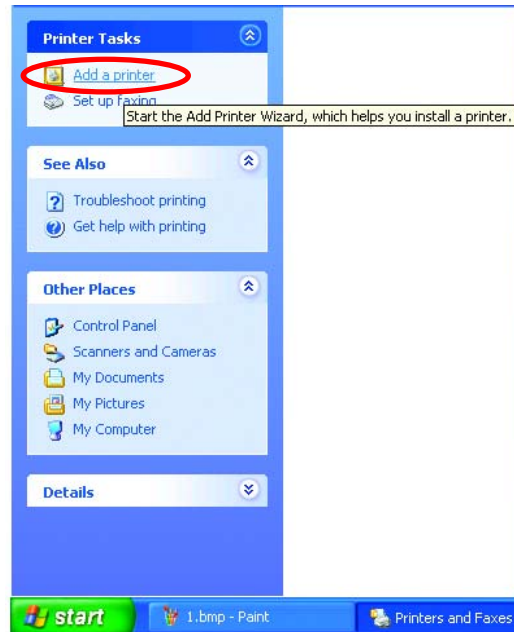 Printer Tasks
Add a printer
Set up faxing
Start the Add Printer Wizard, which helps you install a printer.
See Also
Troubleshoot printing
Get help with printing
Other Places
Control Panel
Scanners and Cameras
My Documents
My Pictures
My Computer
Details
start
1.bmp - Paint
Printers and Faxes